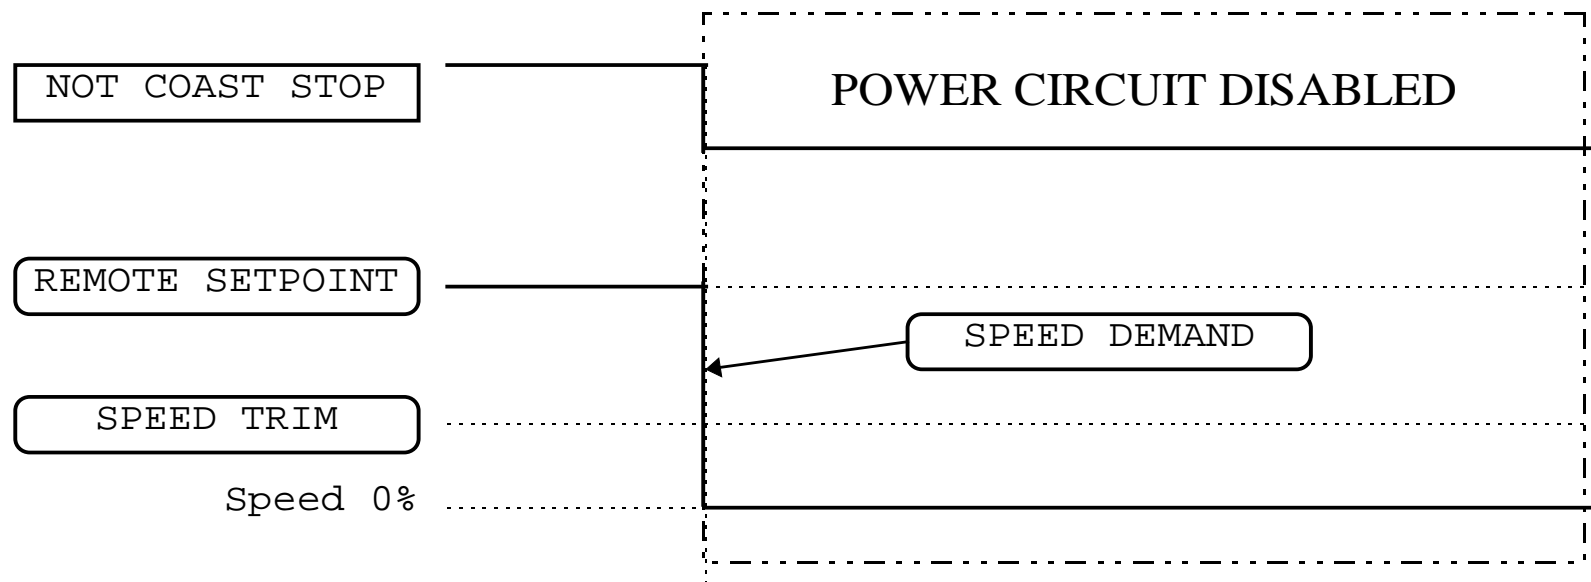 NOT COAST STOP
POWER CIRCUIT DISABLED
REMOTE SETPOINT
SPEED DEMAND
SPEED TRIM
Speed 0%